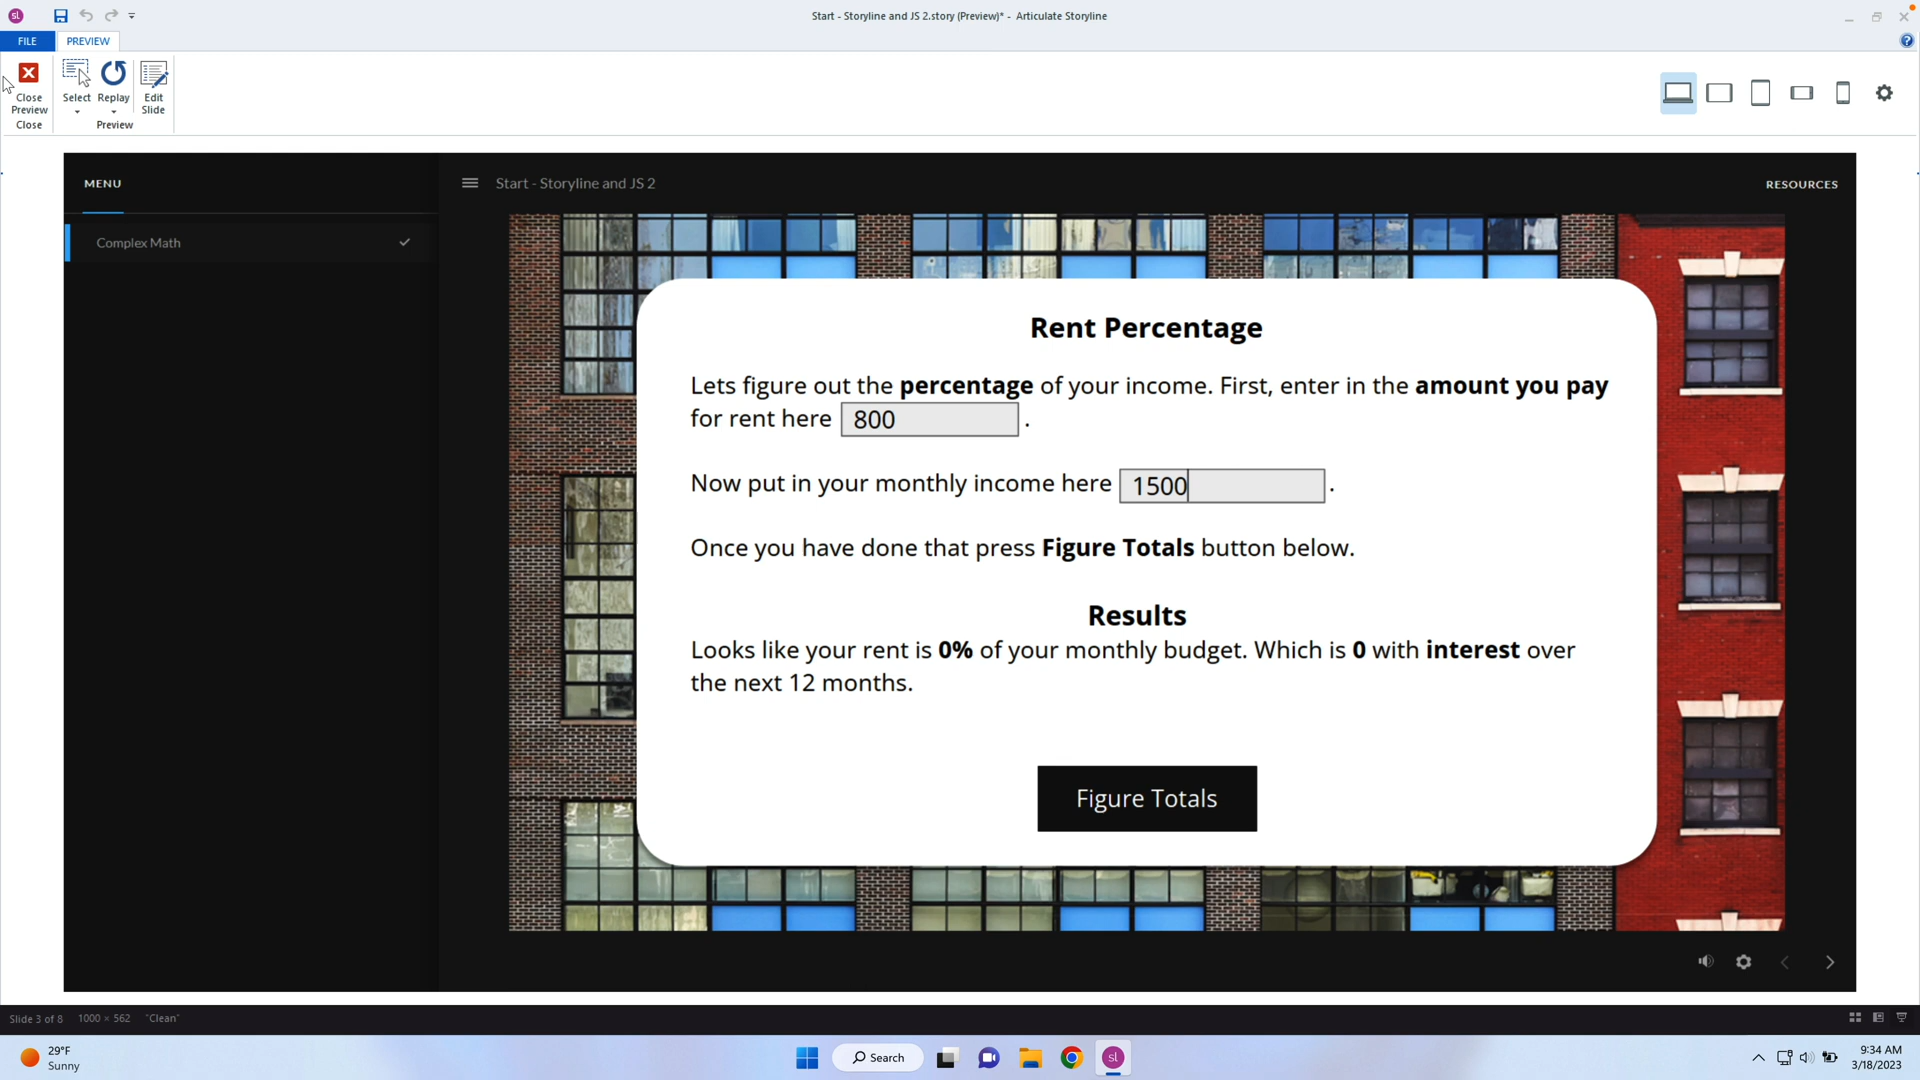 sl
Start - Storyline and JS 2.story (Preview)* - Articulate Storyline
FILE
PREVIEW
?
Close
Preview
Select
Replay
Edit
Slide
Close
Preview
MENU
Start - Storyline and JS 2
RESOURCES
Complex Math
Rent Percentage
Lets figure out the percentage of your income. First, enter in the amount you pay
for rent here 800 .
Now put in your monthly income here 1500 .
Once you have done that press Figure Totals button below.
Results
Looks like your rent is 0% of your monthly budget. Which is 0 with interest over
the next 12 months.
Figure Totals
Slide 3 of 8
1000 × 562
"Clean"
29°F
Sunny
Search
sl
9:34 AM
3/18/2023